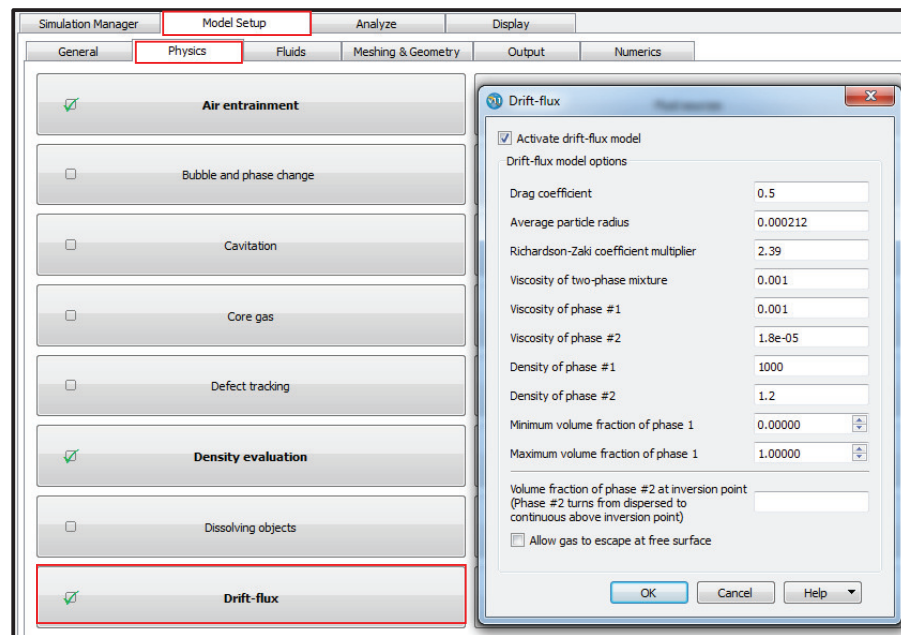 Simulation Manager Model Setup Analyze Display
General Physics Fluids Meshing & Geometry Output Numerics
Air entrainment
Bubble and phase change
Cavitation
Core gas
Defect tracking
Density evaluation
Dissolving objects
Drift-flux
Drift-flux
Activate drift-flux model
Drift-flux model options
Drag coefficient 0.5
Average particle radius 0.000212
Richardson-Zaki coefficient multiplier 2.39
Viscosity of two-phase mixture 0.001
Viscosity of phase #1 0.001
Viscosity of phase #2 1.8e-05
Density of phase #1 1000
Density of phase #2 1.2
Minimum volume fraction of phase 1 0.00000
Maximum volume fraction of phase 1 1.00000
Volume fraction of phase #2 at inversion point
(Phase #2 turns from dispersed to
continuous above inversion point)
Allow gas to escape at free surface
OK Cancel Help